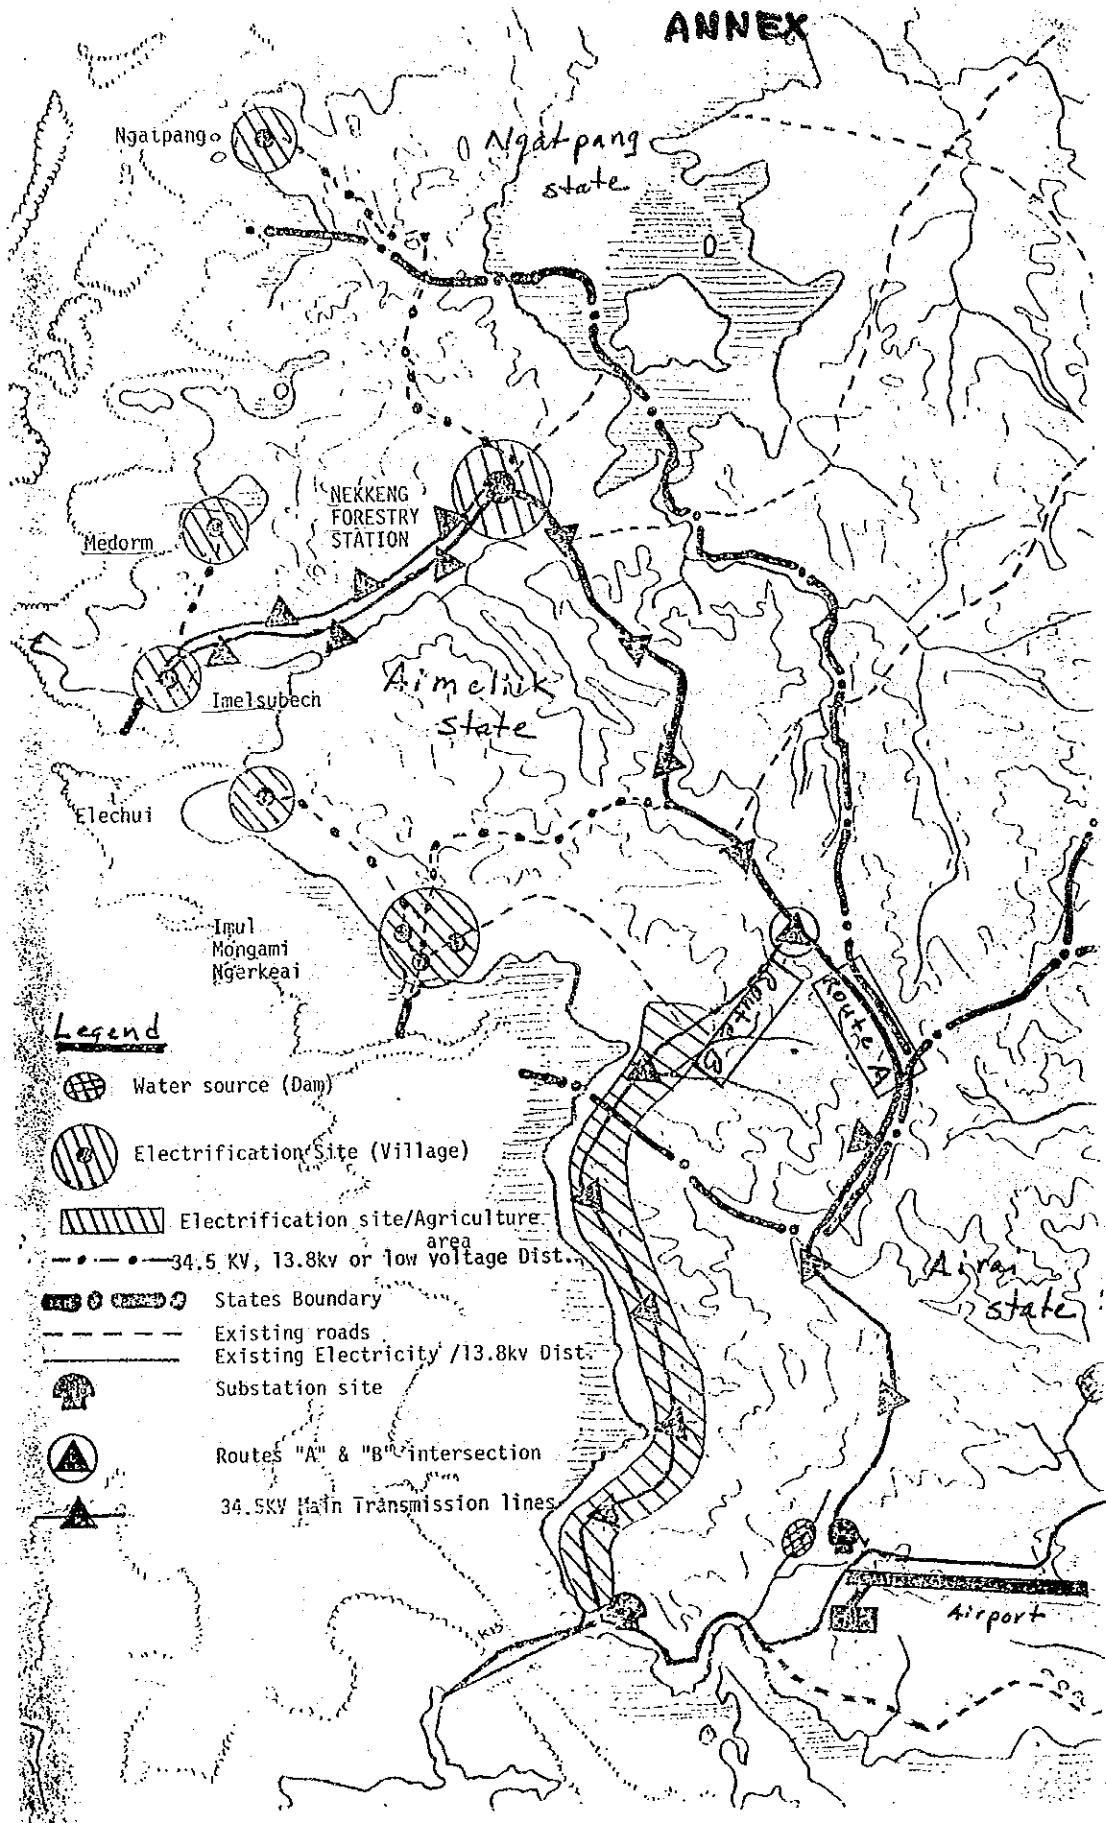 ANNEX
Ngatpang
Ngatpang
state
NEKKENG
FORESTRY
STATION
Medorm
Imelsubech
Aimeliik
state
Elechui
Imul
Mongami
Ngerkeai
Route B
Route A
Legend
Water source (Dam)
Electrification Site (Village)
Electrification site/Agriculture
area
34.5 KV, 13.8kv or low voltage Dist.
States Boundary
Existing roads
Existing Electricity /13.8kv Dist.
Substation site
Routes "A" & "B" intersection
34.5KV Main Transmission lines
Airai
state
Airport